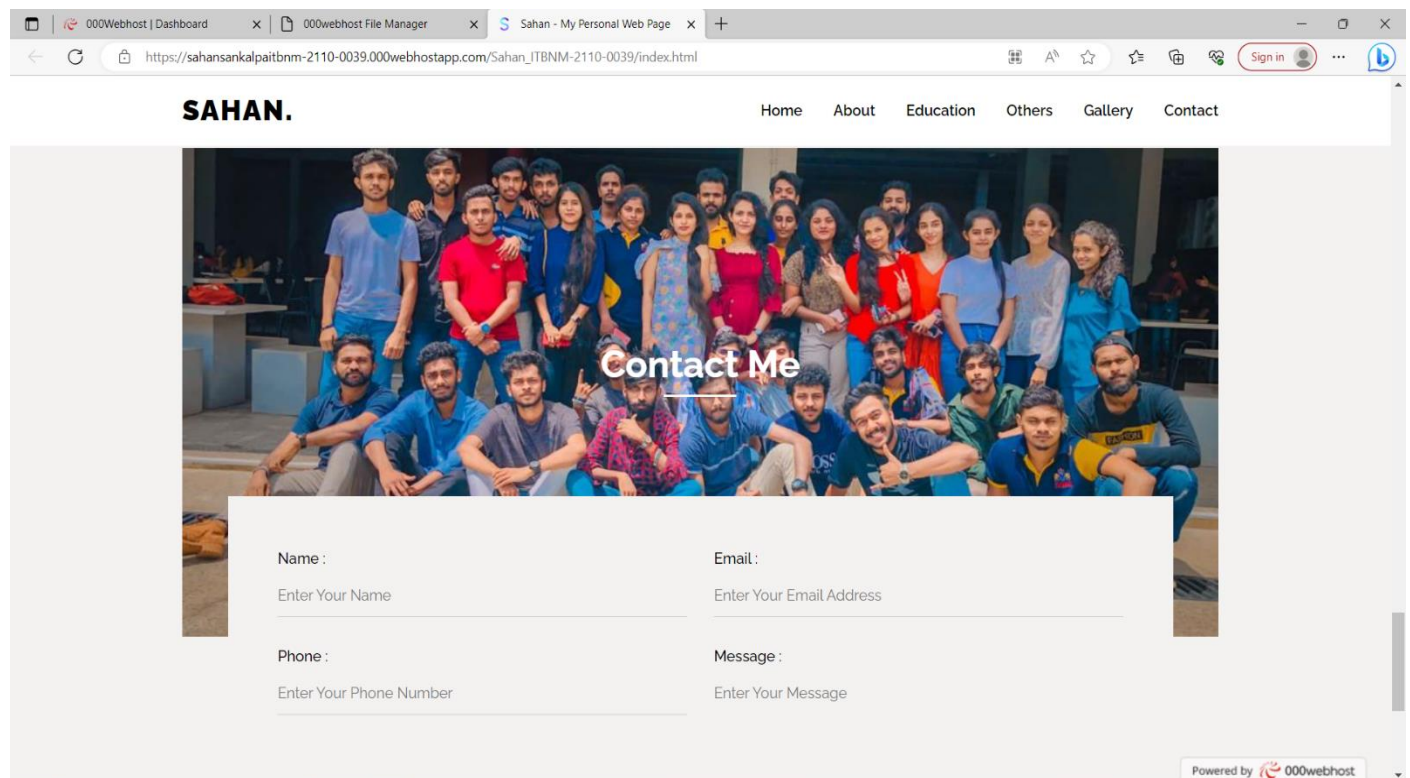 000Webhost | Dashboard
000webhost File Manager
Sahan - My Personal Web Page
https://sahansankalpaitbnm-2110-0039.000webhostapp.com/Sahan_ITBNM-2110-0039/index.html
Sign in
SAHAN.
Home About Education Others Gallery Contact
Contact Me
FASHION
BOSS
Name :
Email :
Enter Your Name
Enter Your Email Address
Phone :
Message :
Enter Your Phone Number
Enter Your Message
Powered by 000webhost